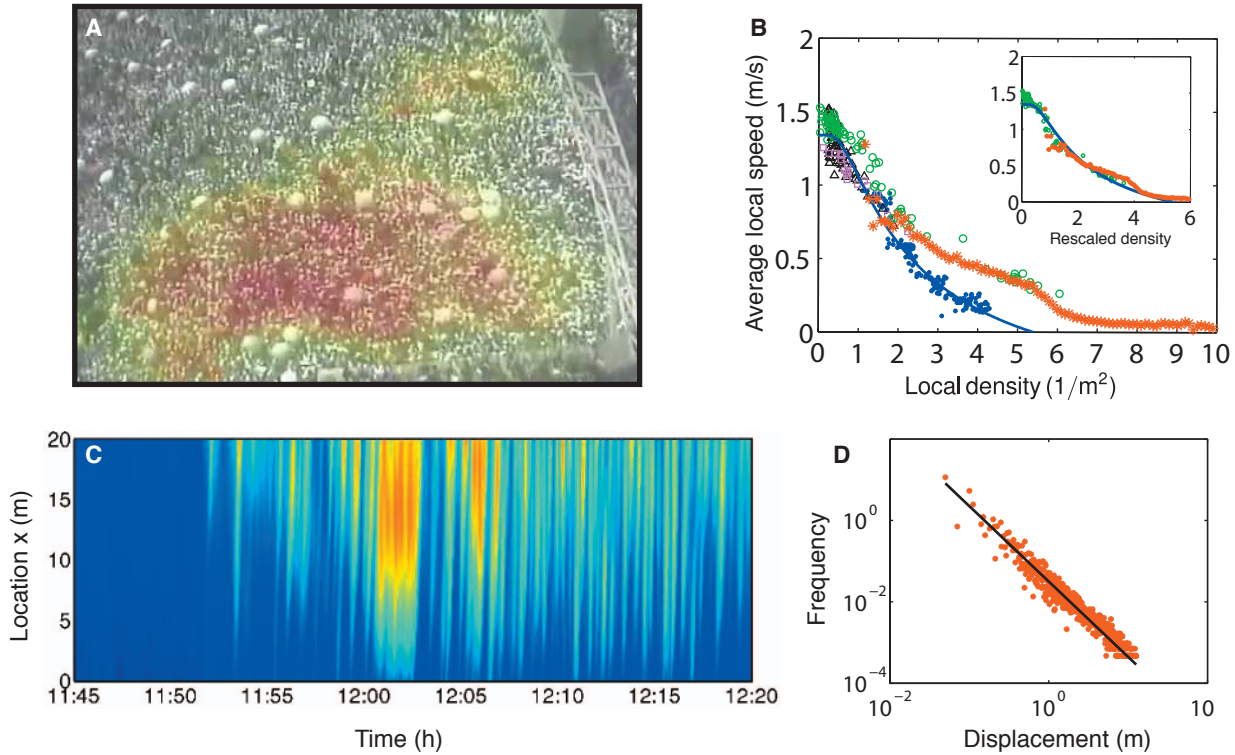 A
B
2
1.5
1
0.5
0
0 1 2 3 4 5 6 7 8 9 10
Average local speed (m/s)
Local density (1/m²)
2
1.5
1
0.5
0
0 2 4 6
Rescaled density
C
20
15
10
5
0
11:45 11:50 11:55 12:00 12:05 12:10 12:15 12:20
Location x (m)
Time (h)
D
10⁰
10⁻²
10⁻⁴
10⁻² 10⁰ 10²
Frequency
Displacement (m)